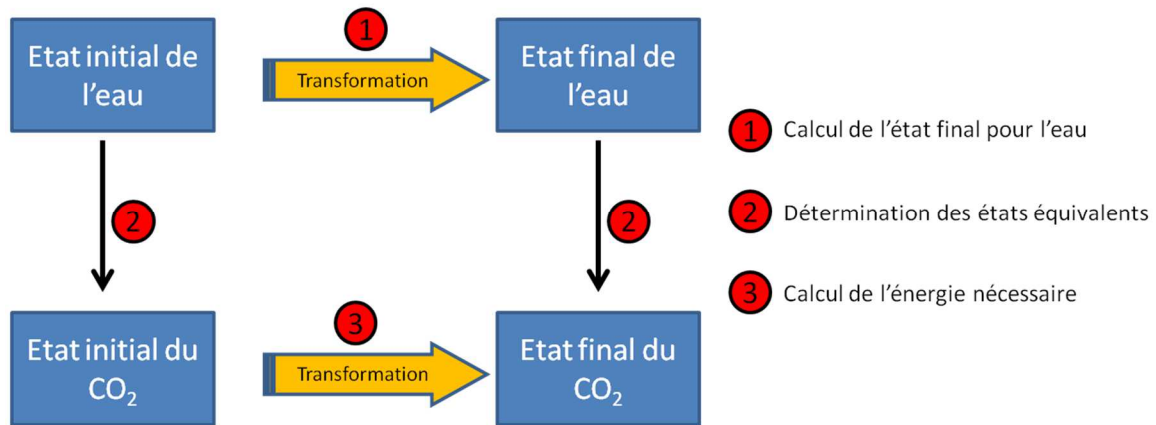 Etat initial de
l'eau
1
Transformation
Etat final de
l'eau
2
2
Etat initial du
CO₂
3
Transformation
Etat final du
CO₂
1 Calcul de l'état final pour l'eau
2 Détermination des états équivalents
3 Calcul de l'énergie nécessaire